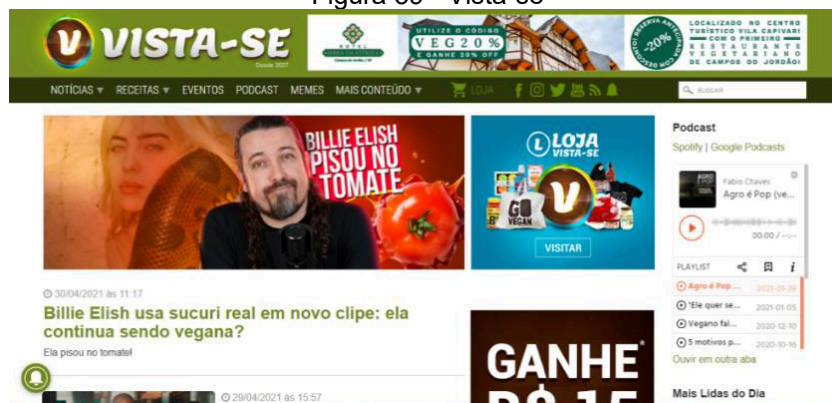 VISTA-SE
Desde 2007
UTILIZE O CÓDIGO
VEG20%
E GANHE 20% OFF
RESERVA ANTECIPADA
-20%
LOCALIZADO NO CENTRO
TURÍSTICO VILA CAPIVARI
COM O PRIMEIRO
RESTAURANTE
VEGETARIANO
DE CAMPOS DO JORDÃO!
NOTÍCIAS RECEITAS EVENTOS PODCAST MEMES MAIS CONTEÚDO LOJA
BUSCAR
BILLIE ELISH
PISOU NO
TOMATE
LOJA
VISTA-SE
GO
VEGAN
VISITAR
Podcast
Spotify | Google Podcasts
Fabio Chaves
Agro é Pop (ve...
00:00 / --:--
PLAYLIST
Agro é Pop ... 2021-01-29
"Ele quer se... 2021-01-05
Vegano fal... 2020-12-10
5 motivos p... 2020-10-16
Ouvir em outra aba
Mais Lidas do Dia
30/04/2021 às 11:17
Billie Elish usa sucuri real em novo clipe: ela
continua sendo vegana?
Ela pisou no tomate!
29/04/2021 às 15:57
GANHE*